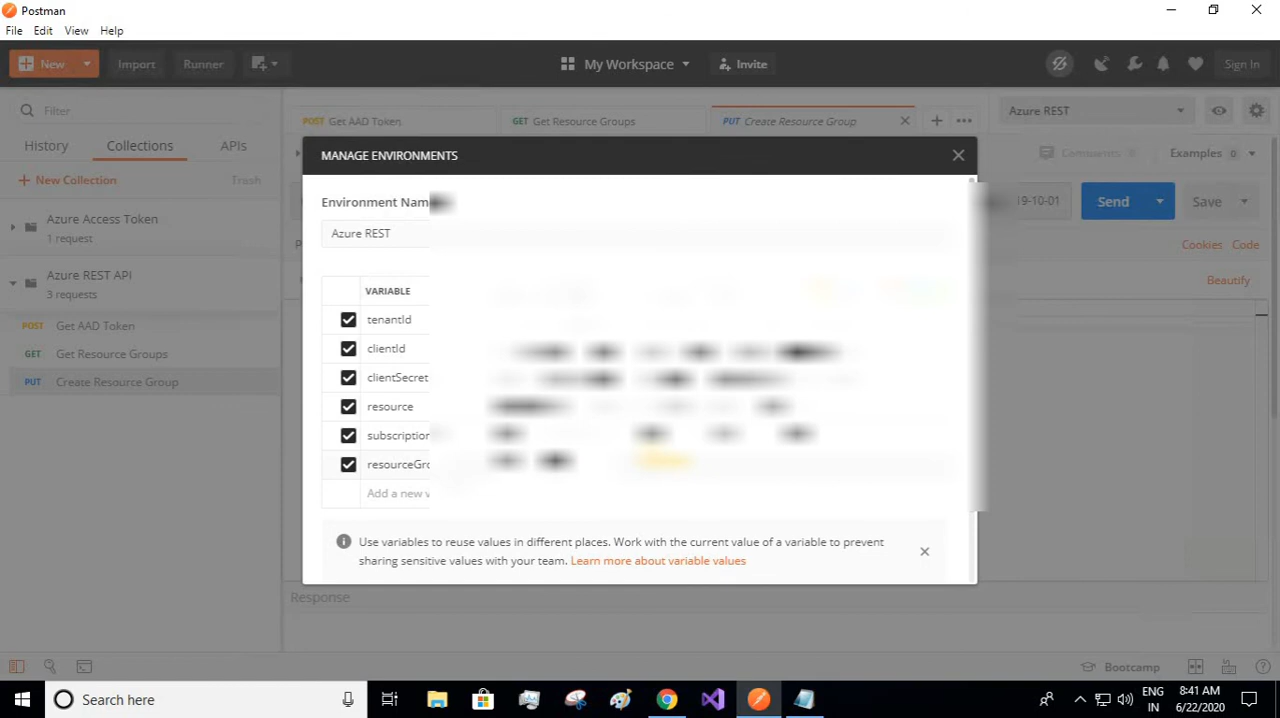 Postman
File Edit View Help
New Import Runner My Workspace Invite Sign In
Filter
History Collections APIs
New Collection Trash
Azure Access Token
1 request
Azure REST API
3 requests
POST Get AAD Token
GET Get Resource Groups
PUT Create Resource Group
POST Get AAD Token GET Get Resource Groups PUT Create Resource Group
Azure REST
Comments 0 Examples 0
19-10-01 Send Save
Cookies Code
Beautify
MANAGE ENVIRONMENTS
Environment Nam
Azure REST
VARIABLE
tenantId
clientId
clientSecret
resource
subscription
resourceGro
Add a new v
Use variables to reuse values in different places. Work with the current value of a variable to prevent
sharing sensitive values with your team. Learn more about variable values
Response
Bootcamp
Search here
ENG
IN
8:41 AM
6/22/2020